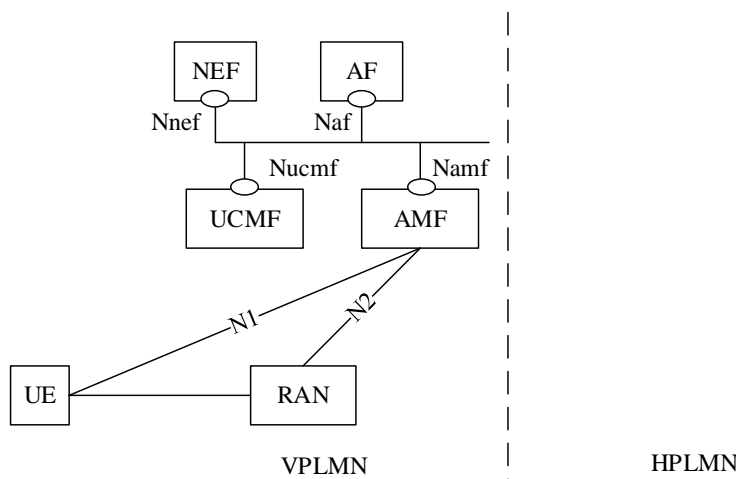 NEF
AF
Nnef
Naf
Nucmf
Namf
UCMF
AMF
N1
N2
UE
RAN
VPLMN
HPLMN